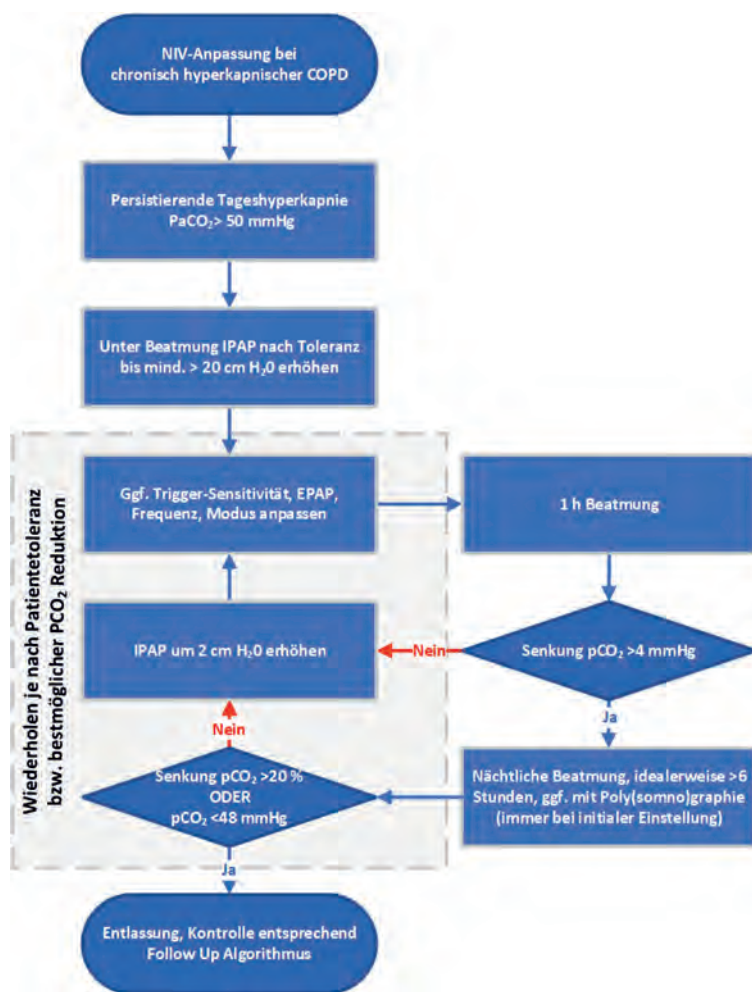 NIV-Anpassung bei
chronisch hyperkapnischer COPD
Persistierende Tageshyperkapnie
PaCO₂> 50 mmHg
Unter Beatmung IPAP nach Toleranz
bis mind. > 20 cm H₂0 erhöhen
Wiederholen je nach Patientetoleranz
bzw. bestmöglicher PCO₂ Reduktion
Ggf. Trigger-Sensitivität, EPAP,
Frequenz, Modus anpassen
1 h Beatmung
IPAP um 2 cm H₂0 erhöhen
Nein
Senkung pCO₂ >4 mmHg
Ja
Nein
Senkung pCO₂ >20 %
ODER
pCO₂ <48 mmHg
Nächtliche Beatmung, idealerweise >6
Stunden, ggf. mit Poly(somno)graphie
(immer bei initialer Einstellung)
Ja
Entlassung, Kontrolle entsprechend
Follow Up Algorithmus